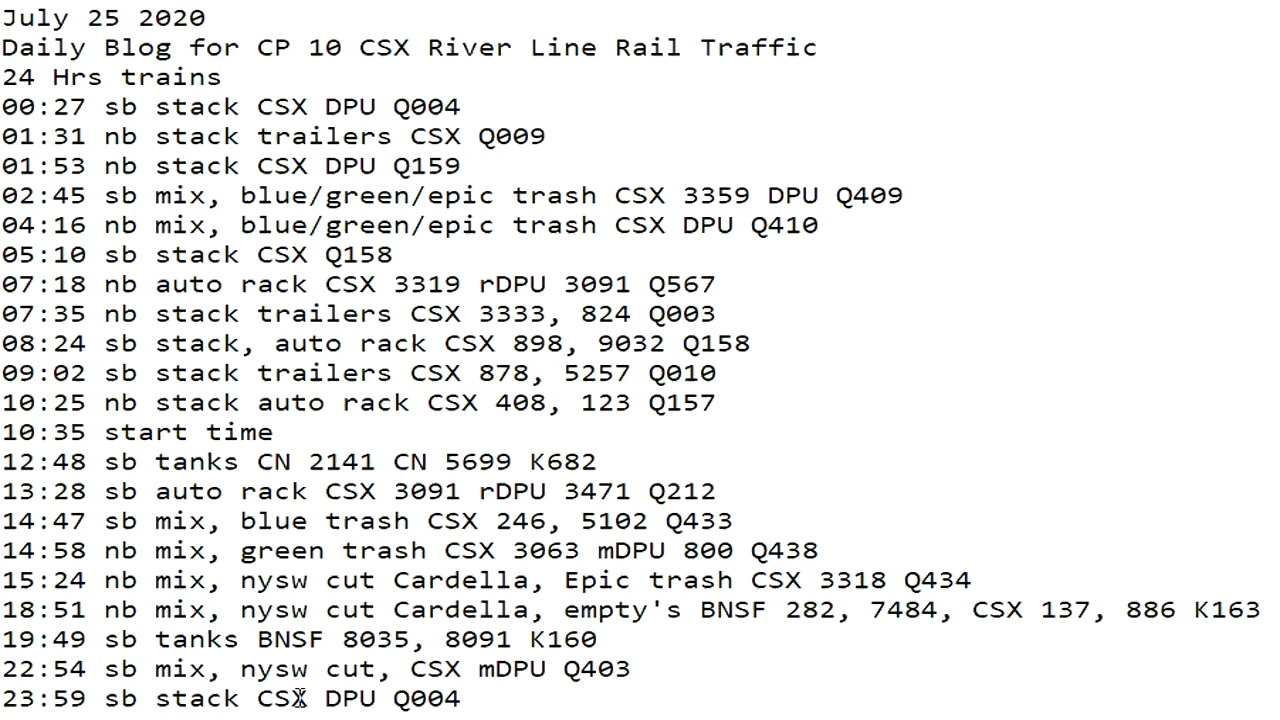 July 25 2020
Daily Blog for CP 10 CSX River Line Rail Traffic
24 Hrs trains
00:27 sb stack CSX DPU Q004
01:31 nb stack trailers CSX Q009
01:53 nb stack CSX DPU Q159
02:45 sb mix, blue/green/epic trash CSX 3359 DPU Q409
04:16 nb mix, blue/green/epic trash CSX DPU Q410
05:10 sb stack CSX Q158
07:18 nb auto rack CSX 3319 rDPU 3091 Q567
07:35 nb stack trailers CSX 3333, 824 Q003
08:24 sb stack, auto rack CSX 898, 9032 Q158
09:02 sb stack trailers CSX 878, 5257 Q010
10:25 nb stack auto rack CSX 408, 123 Q157
10:35 start time
12:48 sb tanks CN 2141 CN 5699 K682
13:28 sb auto rack CSX 3091 rDPU 3471 Q212
14:47 sb mix, blue trash CSX 246, 5102 Q433
14:58 nb mix, green trash CSX 3063 mDPU 800 Q438
15:24 nb mix, nysw cut Cardella, Epic trash CSX 3318 Q434
18:51 nb mix, nysw cut Cardella, empty's BNSF 282, 7484, CSX 137, 886 K163
19:49 sb tanks BNSF 8035, 8091 K160
22:54 sb mix, nysw cut, CSX mDPU Q403
23:59 sb stack CSX DPU Q004